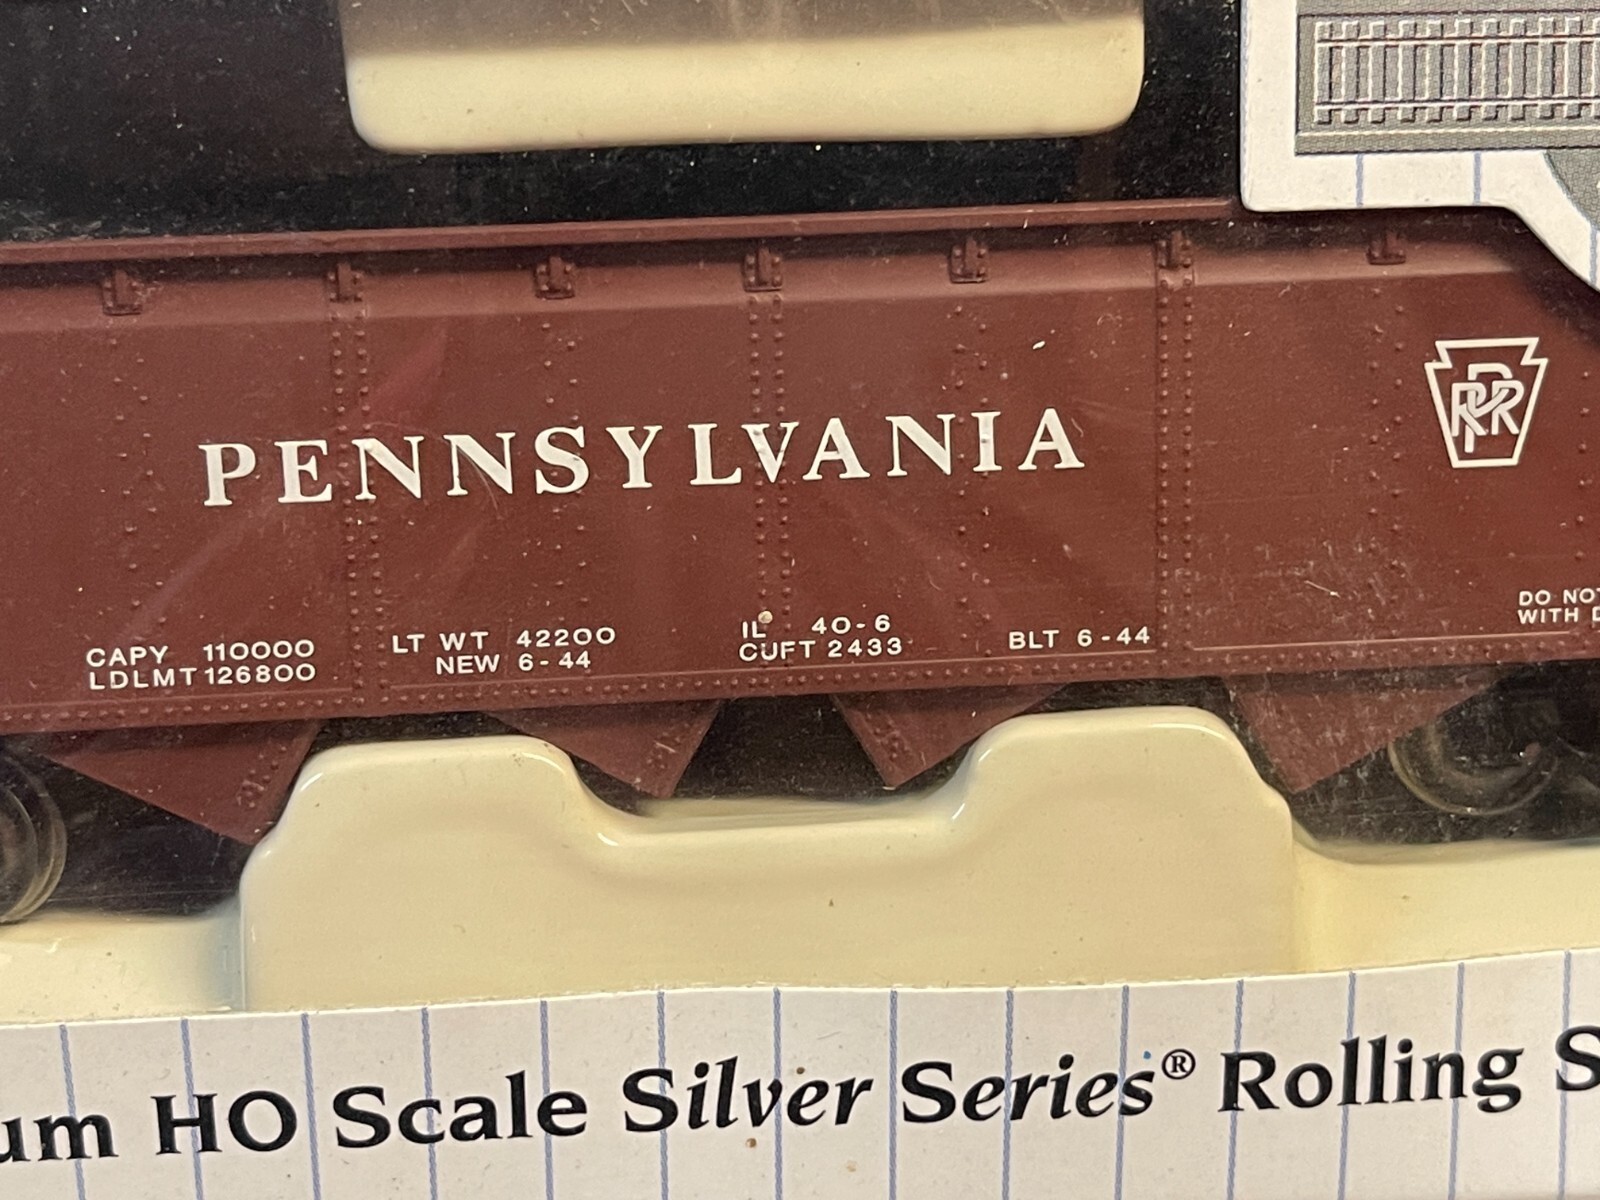 PENNSYLVANIA
PRR
CAPY 110000
LDLMT 126800
LT WT 42200
NEW 6-44
IL 40-6
CUFT 2433
BLT 6-44
DO NOT
WITH
um HO Scale Silver Series® Rolling S